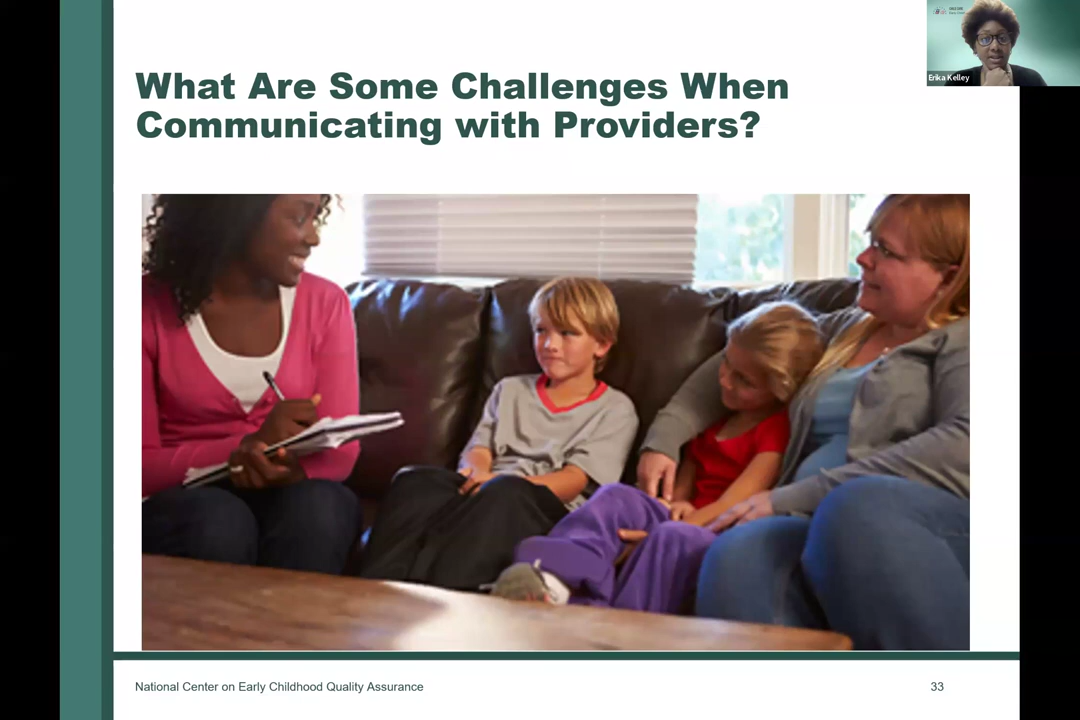 Erika Kelley
What Are Some Challenges When
Communicating with Providers?
National Center on Early Childhood Quality Assurance
33